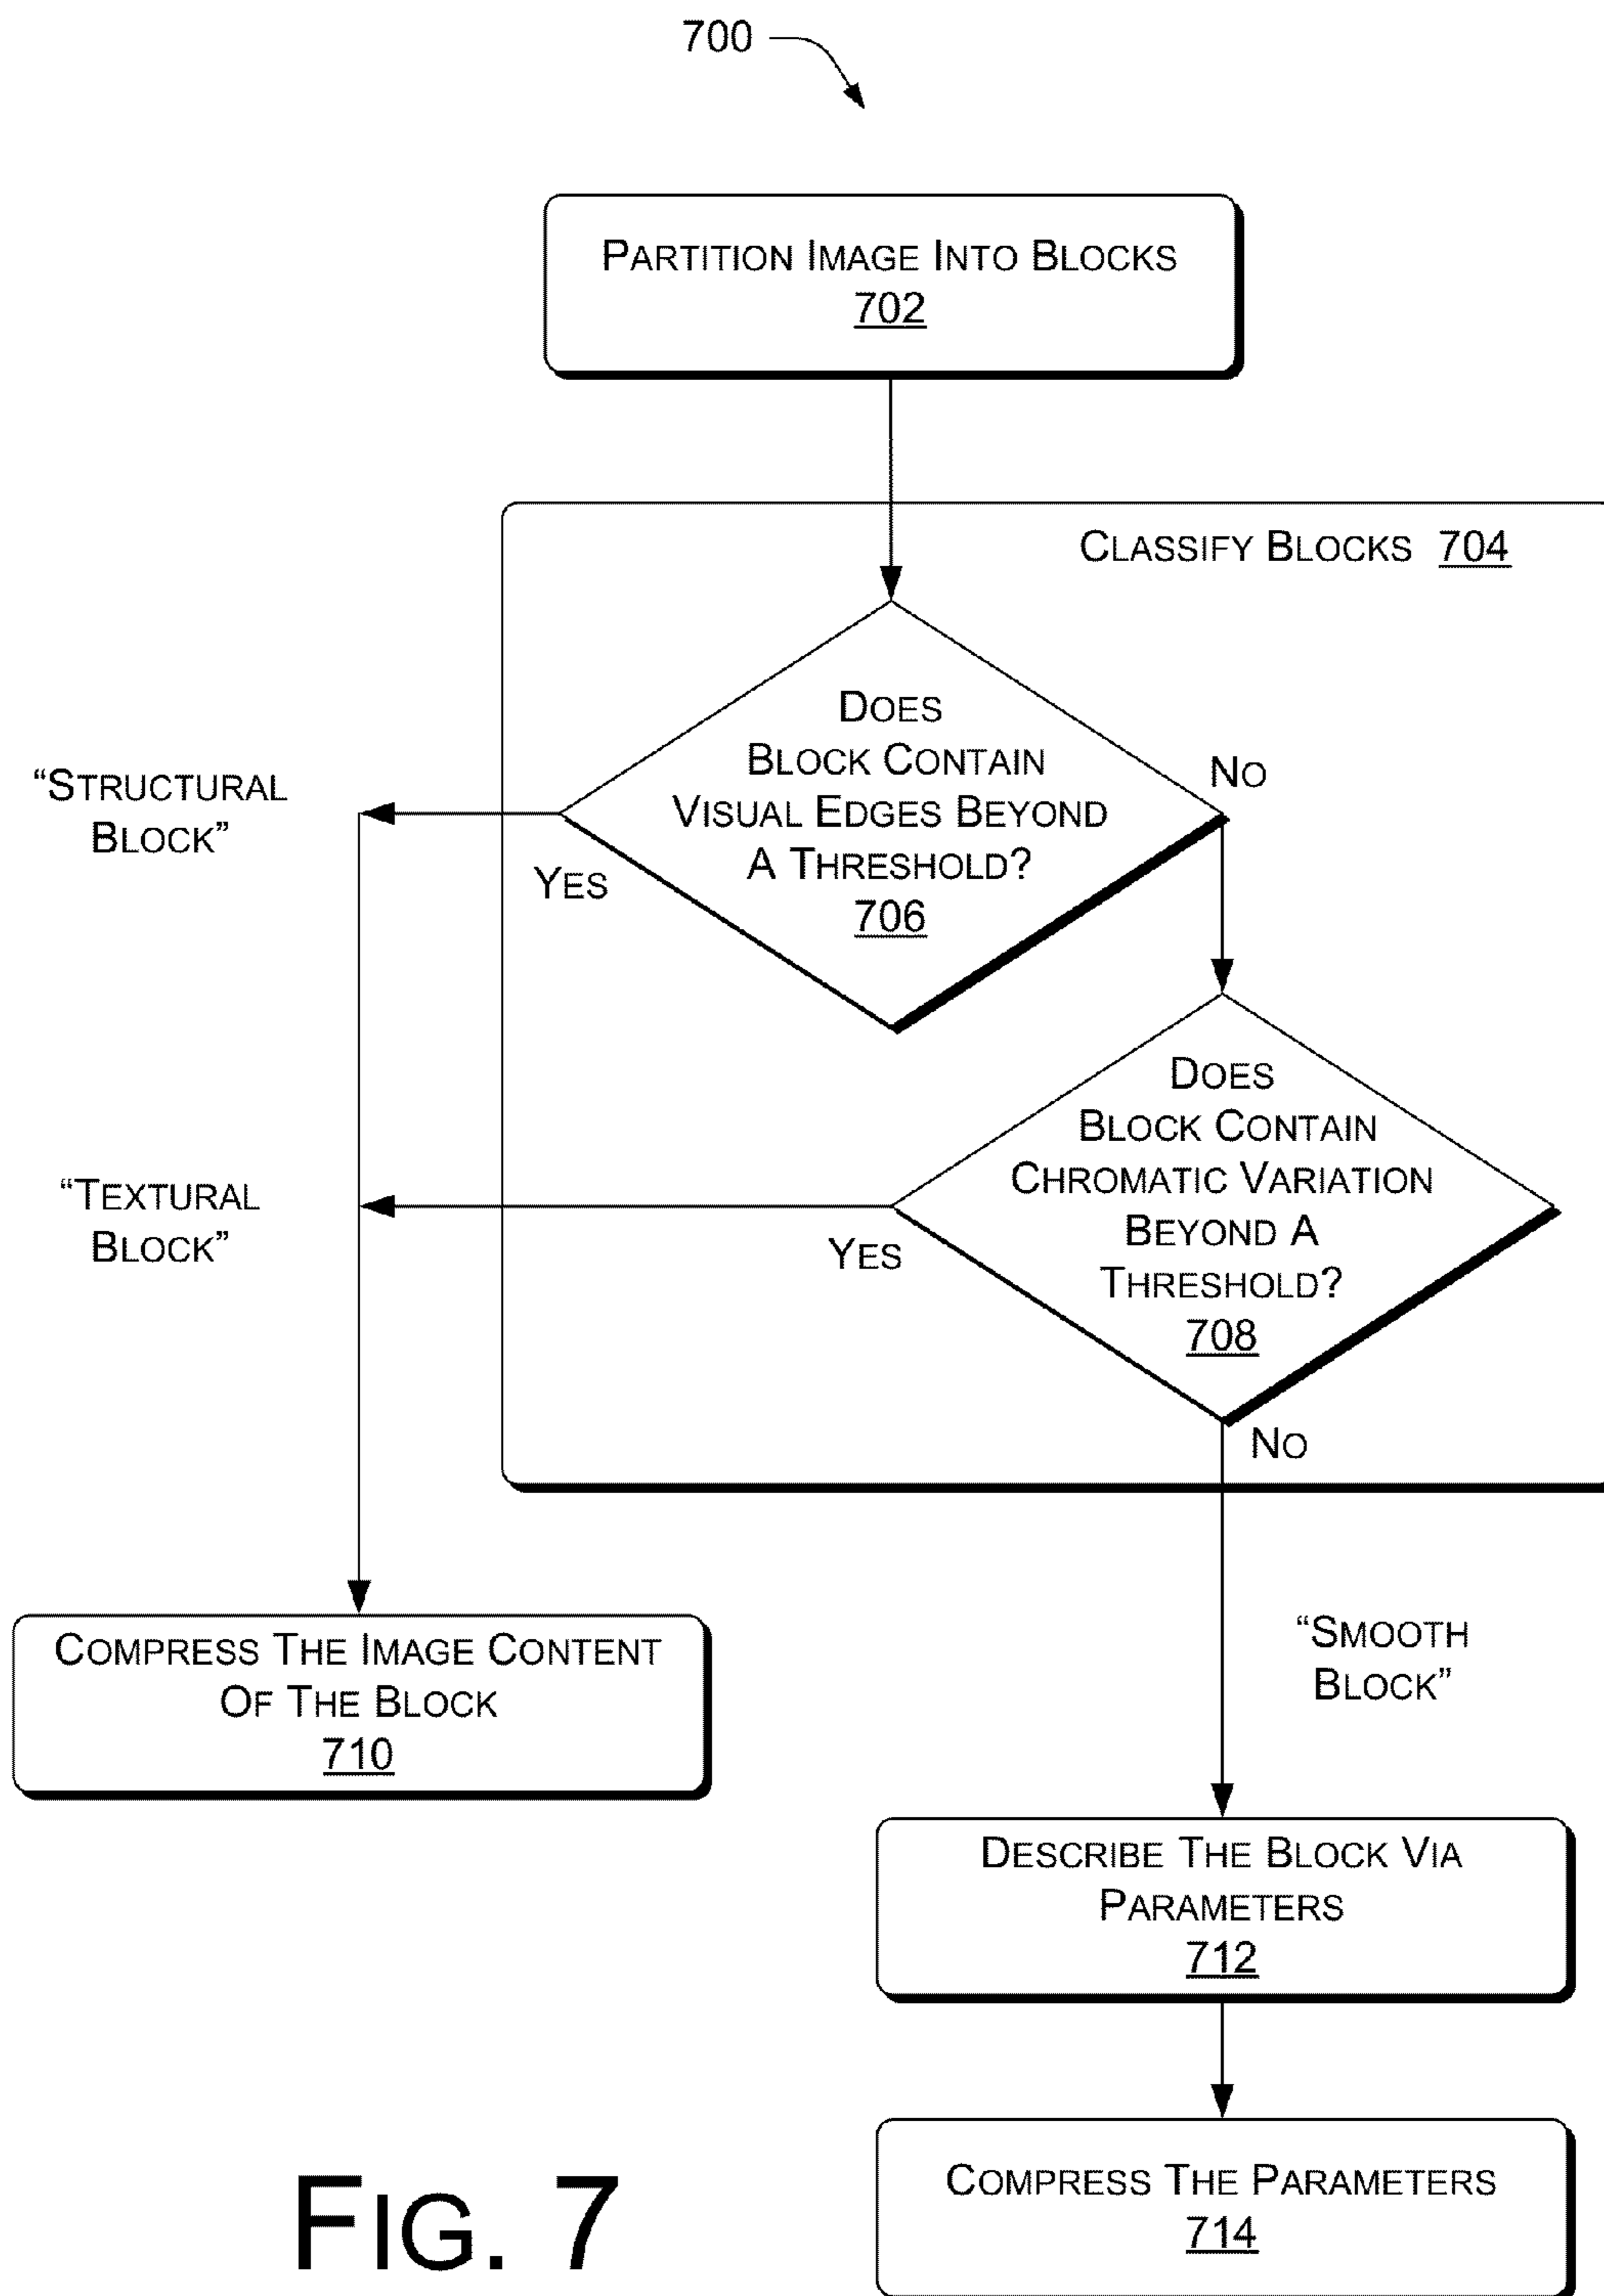 700
PARTITION IMAGE INTO BLOCKS
702
CLASSIFY BLOCKS 704
DOES
BLOCK CONTAIN
VISUAL EDGES BEYOND
A THRESHOLD?
706
NO
YES
“STRUCTURAL
BLOCK”
DOES
BLOCK CONTAIN
CHROMATIC VARIATION
BEYOND A
THRESHOLD?
708
YES
NO
“TEXTURAL
BLOCK”
COMPRESS THE IMAGE CONTENT
OF THE BLOCK
710
“SMOOTH
BLOCK”
DESCRIBE THE BLOCK VIA
PARAMETERS
712
COMPRESS THE PARAMETERS
714
FIG. 7